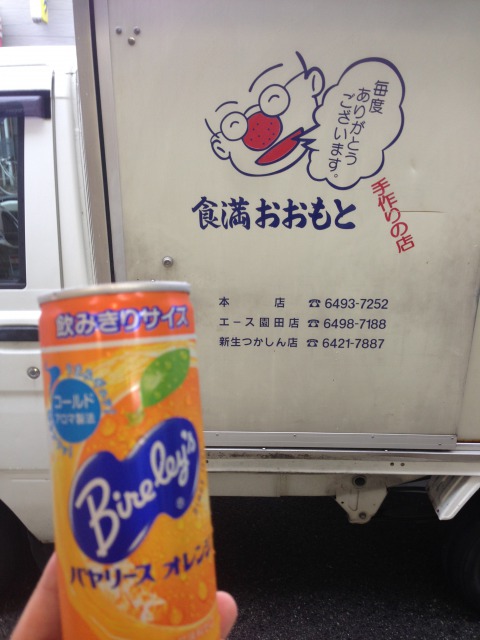 毎度
ありがとう
ございます。
食満おおもと
手作りの店
本 店 ☎ 6493-7252
エース園田店 ☎ 6498-7188
新生つかしん店 ☎ 6421-7887
飲みきりサイズ
コールド
アロマ製法
Bireley's
バヤリース オレンジ